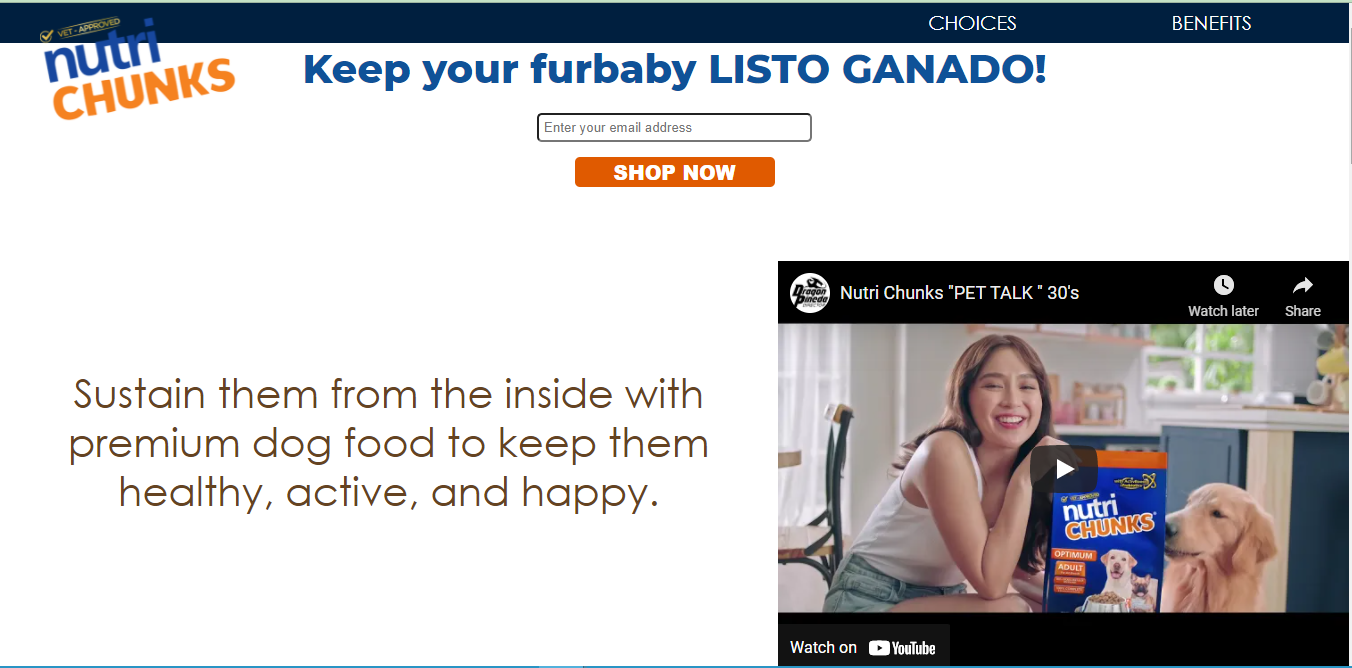 CHOICES
BENEFITS
VET - APPROVED
nutri
CHUNKS
Keep your furbaby LISTO GANADO!
Enter your email address
SHOP NOW
Sustain them from the inside with
premium dog food to keep them
healthy, active, and happy.
Dragon
Pineda
DIRECTOR
Nutri Chunks "PET TALK " 30's
Watch later
Share
VET - APPROVED
nutri
CHUNKS
OPTIMUM
ADULT
Watch on YouTube